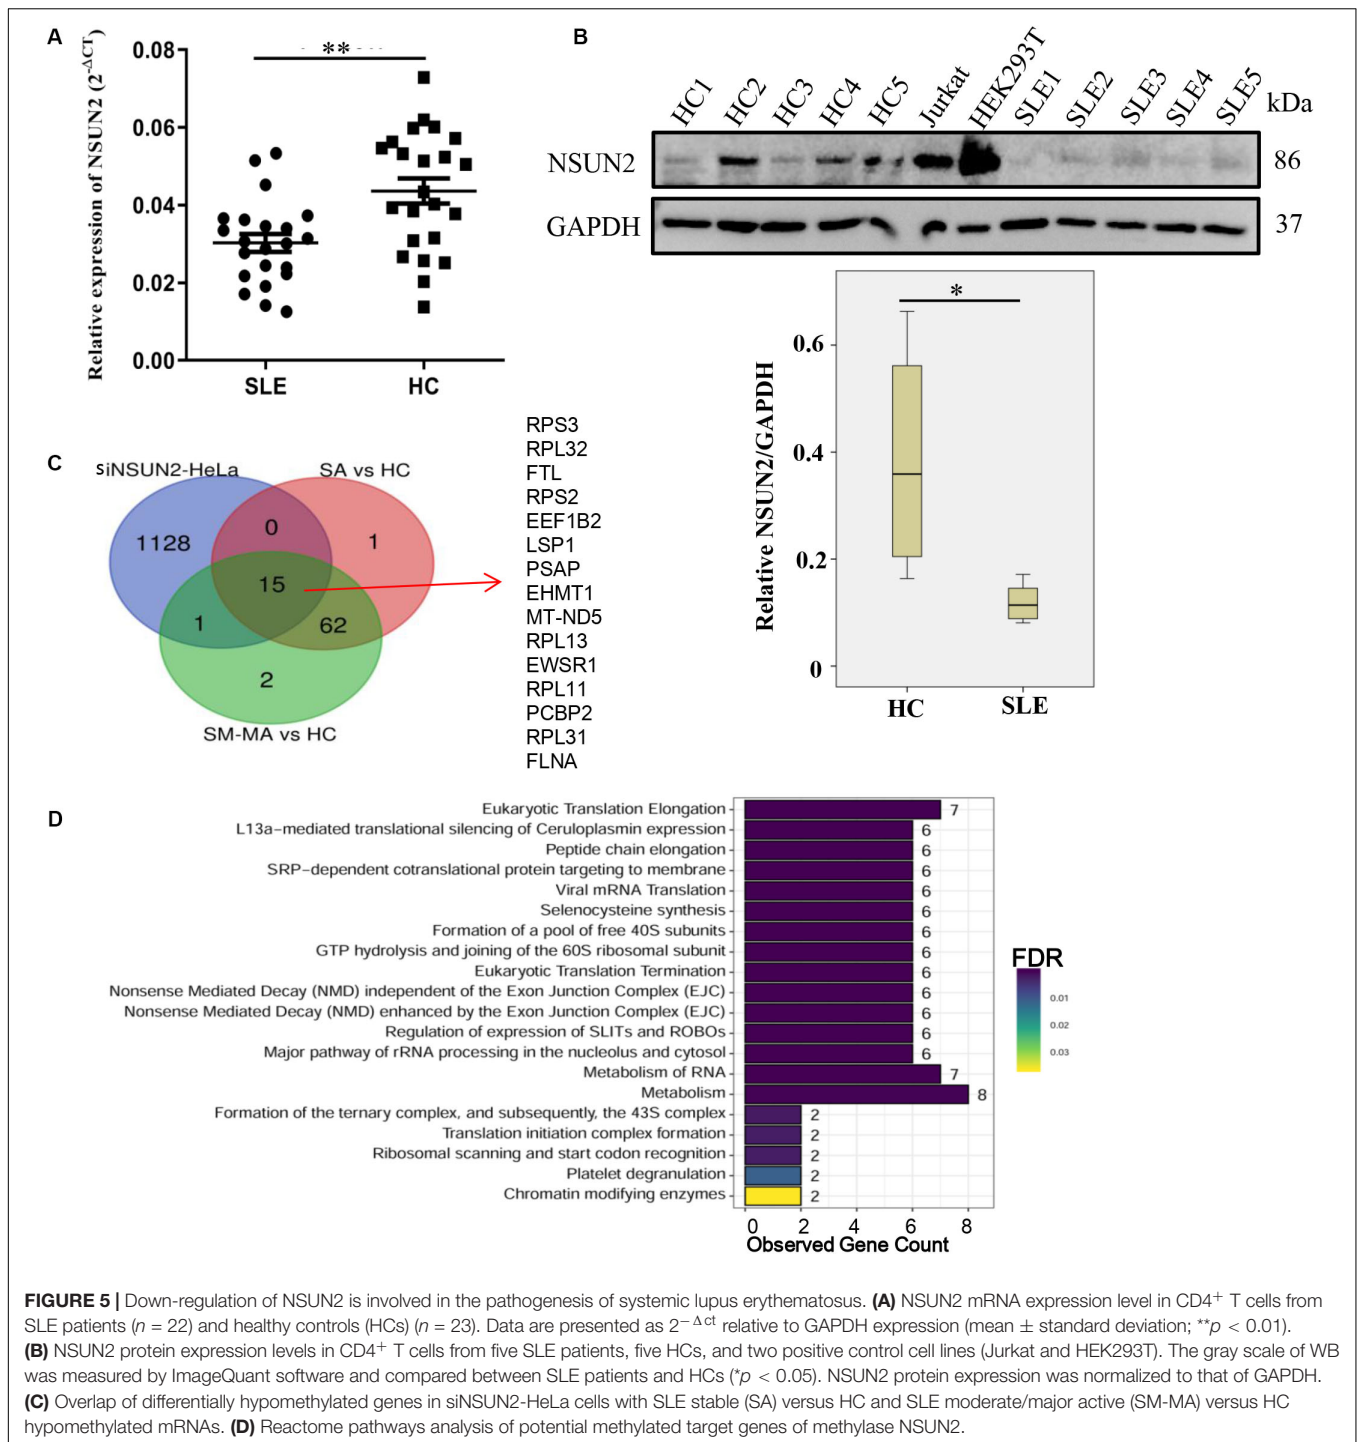 A
Relative expression of NSUN2 (2-ΔCT)
0.08
0.06
0.04
0.02
0.00
**
SLE
HC
B
HC1
HC2
HC3
HC4
HC5
Jurkat
HEK293T
SLE1
SLE2
SLE3
SLE4
SLE5
kDa
NSUN2
86
GAPDH
37
Relative NSUN2/GAPDH
0.6
0.4
0.2
0
*
HC
SLE
C
siNSUN2-HeLa
SA vs HC
1128
0
1
15
1
62
2
SM-MA vs HC
RPS3
RPL32
FTL
RPS2
EEF1B2
LSP1
PSAP
EHMT1
MT-ND5
RPL13
EWSR1
RPL11
PCBP2
RPL31
FLNA
D
Eukaryotic Translation Elongation 7
L13a-mediated translational silencing of Ceruloplasmin expression 6
Peptide chain elongation 6
SRP-dependent cotranslational protein targeting to membrane 6
Viral mRNA Translation 6
Selenocysteine synthesis 6
Formation of a pool of free 40S subunits 6
GTP hydrolysis and joining of the 60S ribosomal subunit 6
Eukaryotic Translation Termination 6
Nonsense Mediated Decay (NMD) independent of the Exon Junction Complex (EJC) 6
Nonsense Mediated Decay (NMD) enhanced by the Exon Junction Complex (EJC) 6
Regulation of expression of SLITs and ROBOs 6
Major pathway of rRNA processing in the nucleolus and cytosol 6
Metabolism of RNA 7
Metabolism 8
Formation of the ternary complex, and subsequently, the 43S complex 2
Translation initiation complex formation 2
Ribosomal scanning and start codon recognition 2
Platelet degranulation 2
Chromatin modifying enzymes 2
0 2 4 6 8
Observed Gene Count
FDR
0.01
0.02
0.03
FIGURE 5 | Down-regulation of NSUN2 is involved in the pathogenesis of systemic lupus erythematosus. (A) NSUN2 mRNA expression level in CD4+ T cells from
SLE patients (n = 22) and healthy controls (HCs) (n = 23). Data are presented as 2−Δct relative to GAPDH expression (mean ± standard deviation; **p < 0.01).
(B) NSUN2 protein expression levels in CD4+ T cells from five SLE patients, five HCs, and two positive control cell lines (Jurkat and HEK293T). The gray scale of WB
was measured by ImageQuant software and compared between SLE patients and HCs (*p < 0.05). NSUN2 protein expression was normalized to that of GAPDH.
(C) Overlap of differentially hypomethylated genes in siNSUN2-HeLa cells with SLE stable (SA) versus HC and SLE moderate/major active (SM-MA) versus HC
hypomethylated mRNAs. (D) Reactome pathways analysis of potential methylated target genes of methylase NSUN2.